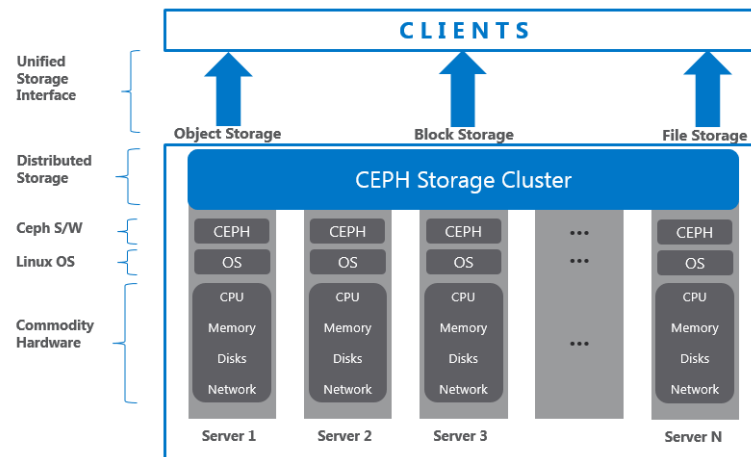 CLIENTS
Unified
Storage
Interface
Object Storage
Block Storage
File Storage
Distributed
Storage
CEPH Storage Cluster
Ceph S/W
CEPH
CEPH
CEPH
...
CEPH
Linux OS
OS
OS
OS
...
OS
Commodity
Hardware
CPU
Memory
Disks
Network
CPU
Memory
Disks
Network
CPU
Memory
Disks
Network
...
CPU
Memory
Disks
Network
Server 1
Server 2
Server 3
Server N